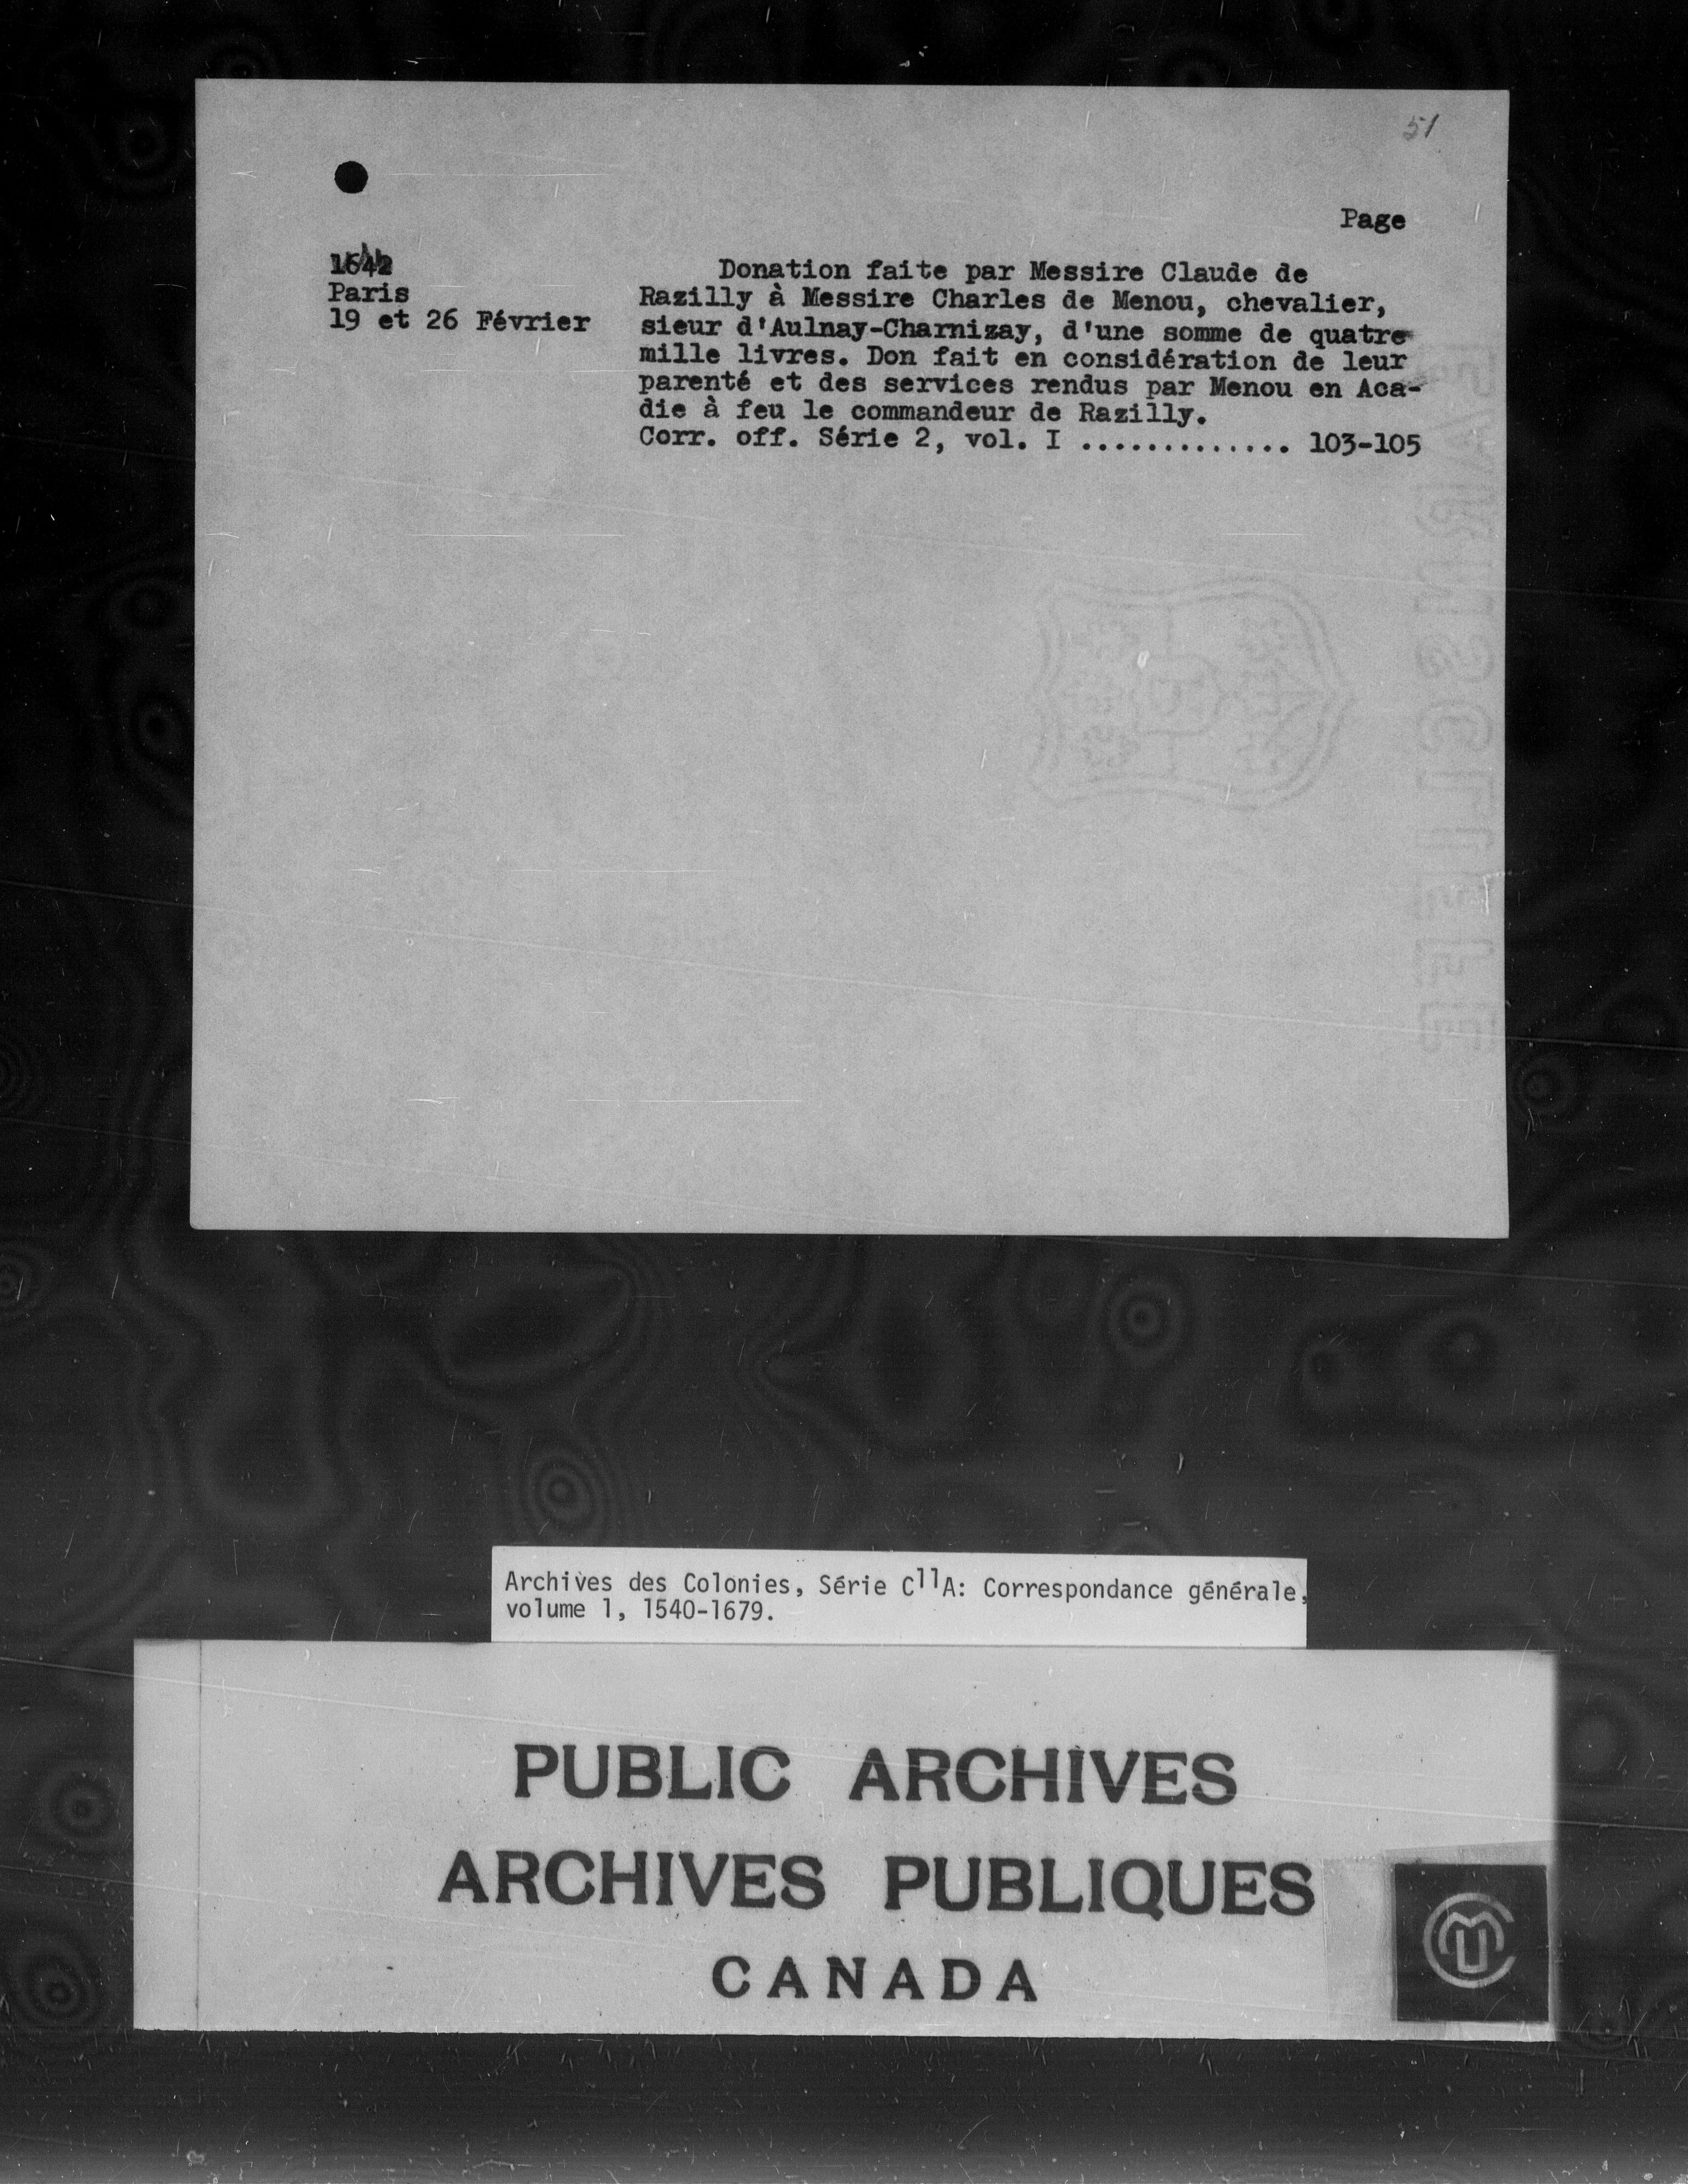 51
Page
1642
Paris
19 et 26 Février
Donation faite par Messire Claude de
Razilly à Messire Charles de Menou, chevalier,
sieur d'Aulnay-Charnizay, d'une somme de quatre
mille livres. Don fait en considération de leur
parenté et des services rendus par Menou en Aca-
die à feu le commandeur de Razilly.
Corr. off. Série 2, vol. I ............. 103-105
Archives des Colonies, Série C11A: Correspondance générale,
volume 1, 1540-1679.
PUBLIC ARCHIVES
ARCHIVES PUBLIQUES
CANADA